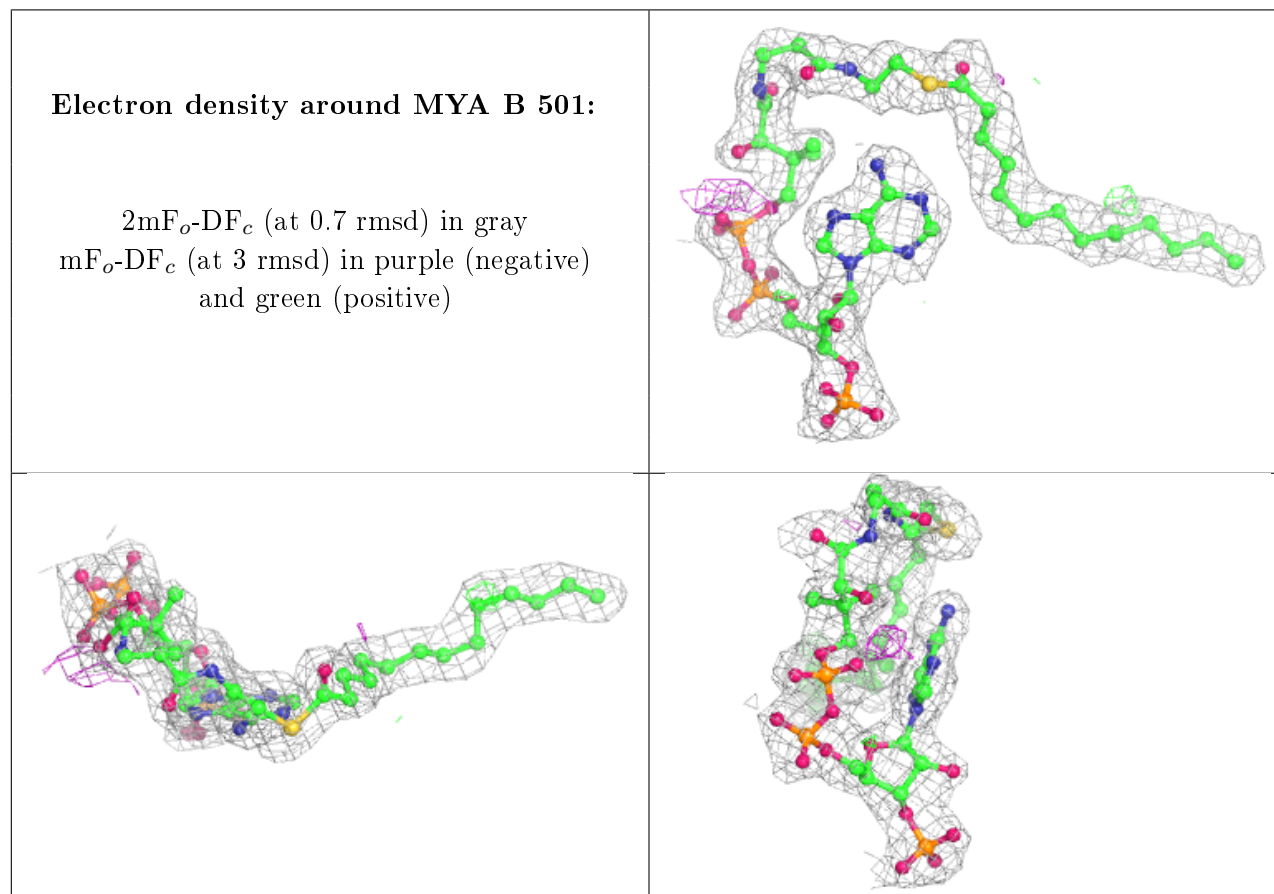 Electron density around MYA B 501:
2mFo-DFc (at 0.7 rmsd) in gray
mFo-DFc (at 3 rmsd) in purple (negative)
and green (positive)